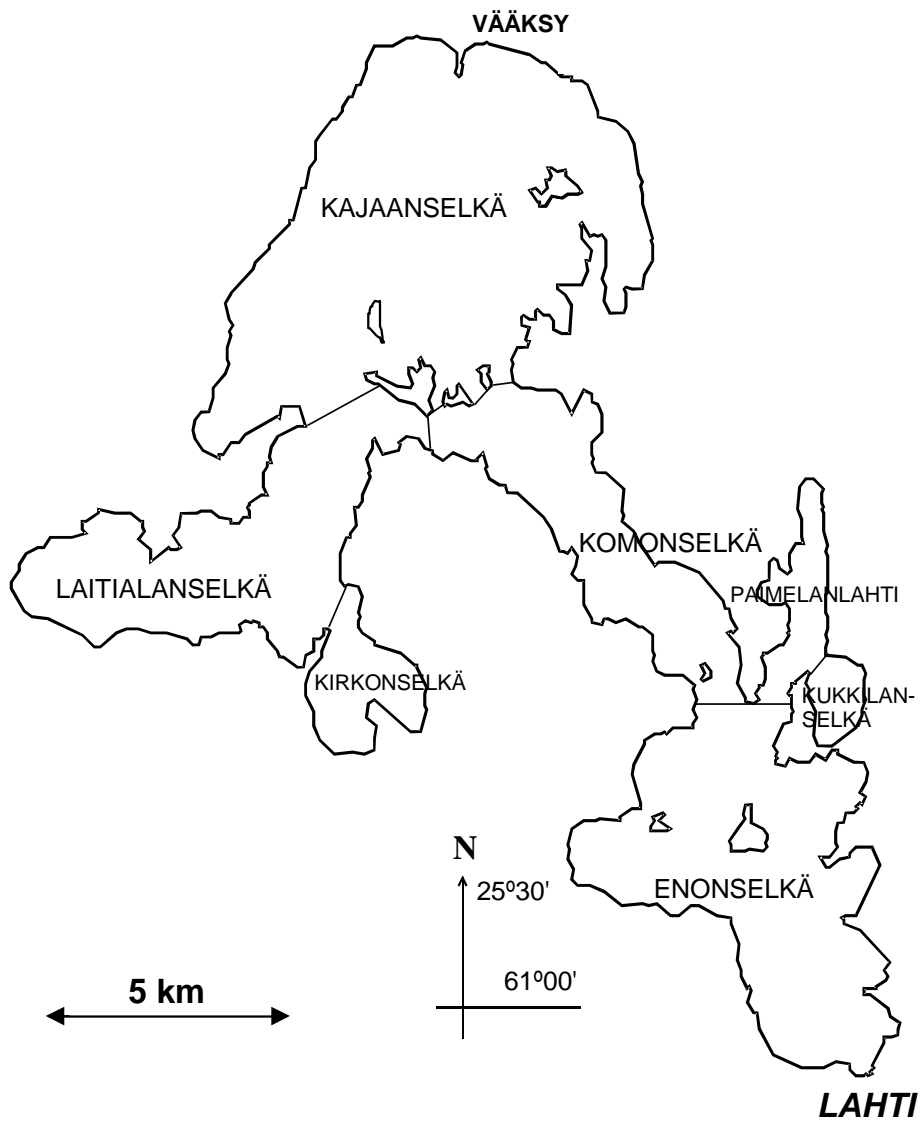 VÄÄKSY
KAJAANSELKÄ
KOMONSELKÄ
LAITIALANSELKÄ
PAIMELANLAHTI
KIRKONSELKÄ
KUKKILAN-
SELKÄ
N
25º30'
ENONSELKÄ
61º00'
5 km
LAHTI